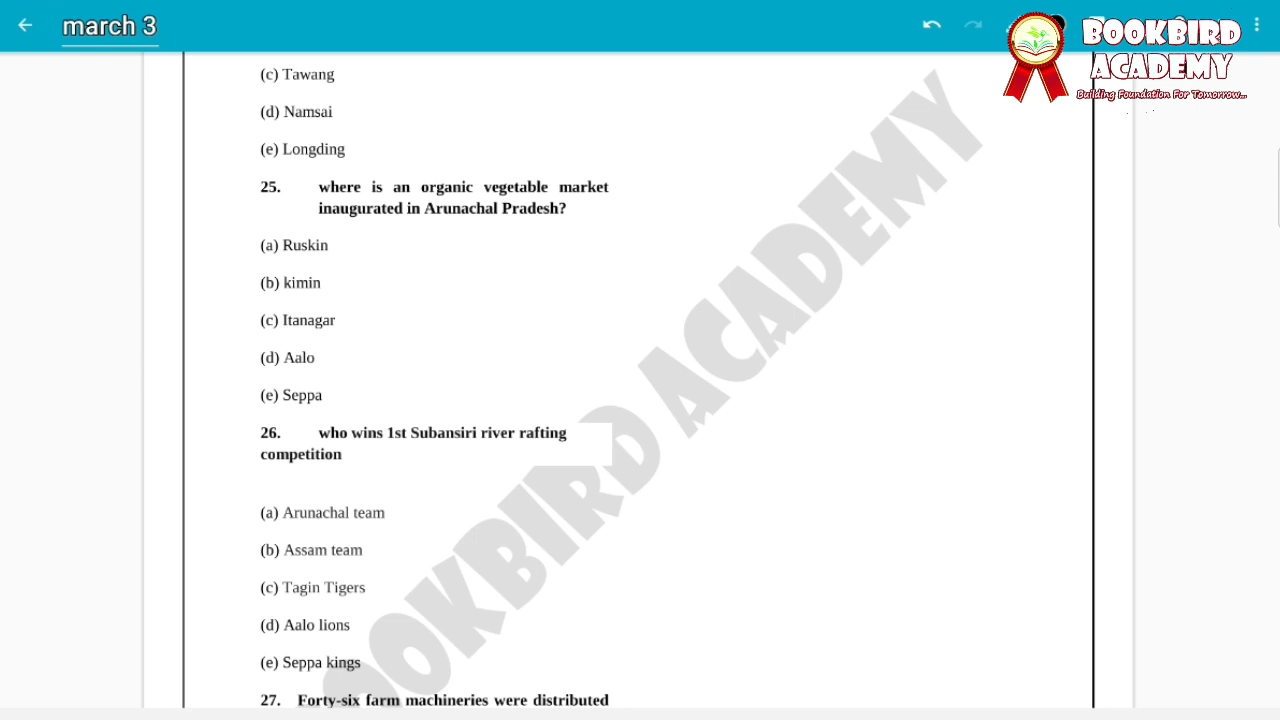 march 3
BOOKBIRD
ACADEMY
Building Foundation For Tomorrow...
(c) Tawang
(d) Namsai
(e) Longding
25. where is an organic vegetable market
inaugurated in Arunachal Pradesh?
(a) Ruskin
(b) kimin
(c) Itanagar
(d) Aalo
(e) Seppa
26. who wins 1st Subansiri river rafting
competition
(a) Arunachal team
(b) Assam team
(c) Tagin Tigers
(d) Aalo lions
(e) Seppa kings
27. Forty-six farm machineries were distributed
OOKBIRD ACADEMY